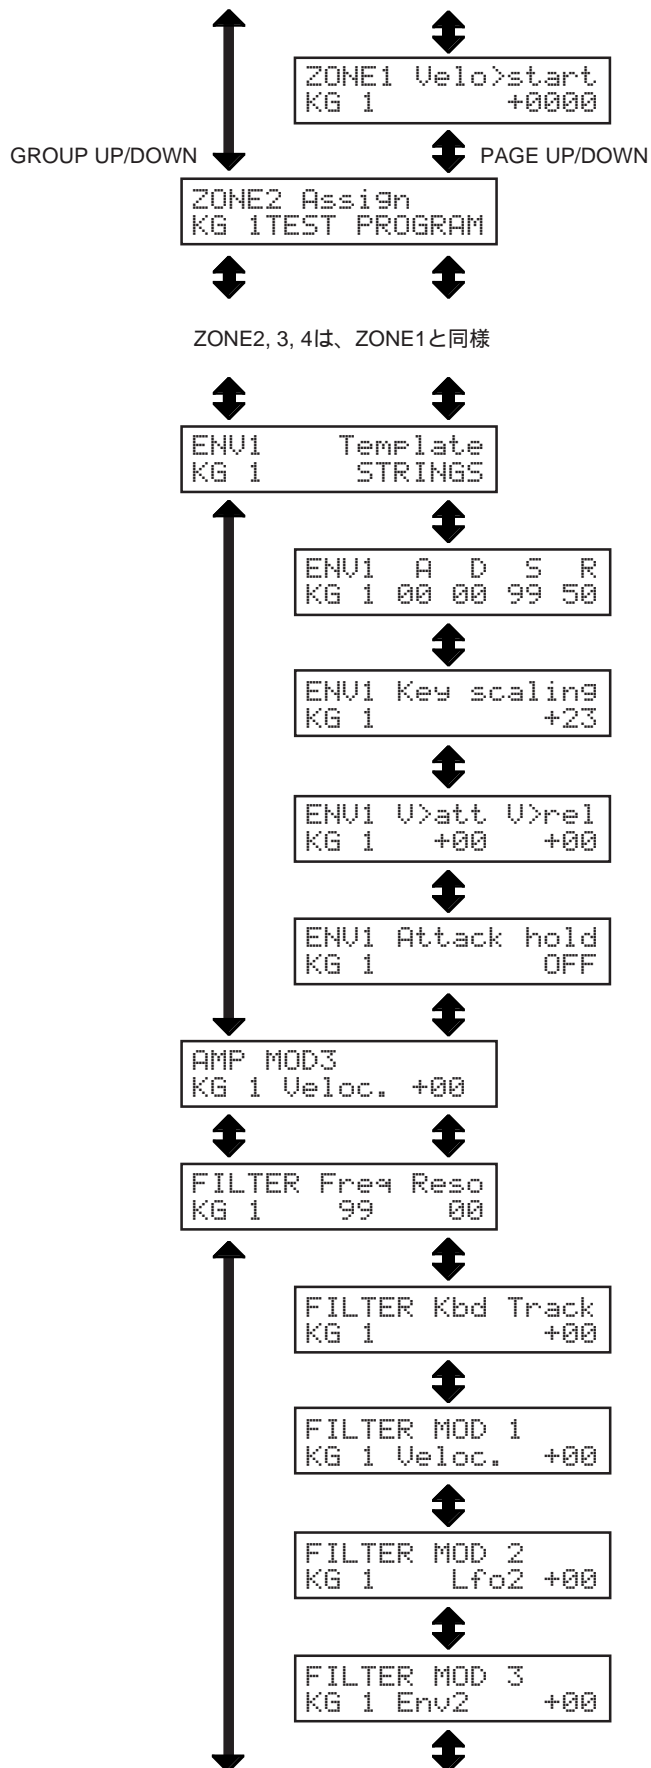 ZONE1 Velo>start
KG 1 +0000
GROUP UP/DOWN
PAGE UP/DOWN
ZONE2 Assign
KG 1TEST PROGRAM
ZONE2, 3, 4は、ZONE1と同様
ENV1 Template
KG 1 STRINGS
ENV1 A D S R
KG 1 00 00 99 50
ENV1 Key scaling
KG 1 +23
ENV1 V>att V>rel
KG 1 +00 +00
ENV1 Attack hold
KG 1 OFF
AMP MOD3
KG 1 Veloc. +00
FILTER Freq Reso
KG 1 99 00
FILTER Kbd Track
KG 1 +00
FILTER MOD 1
KG 1 Veloc. +00
FILTER MOD 2
KG 1 Lfo2 +00
FILTER MOD 3
KG 1 Env2 +00